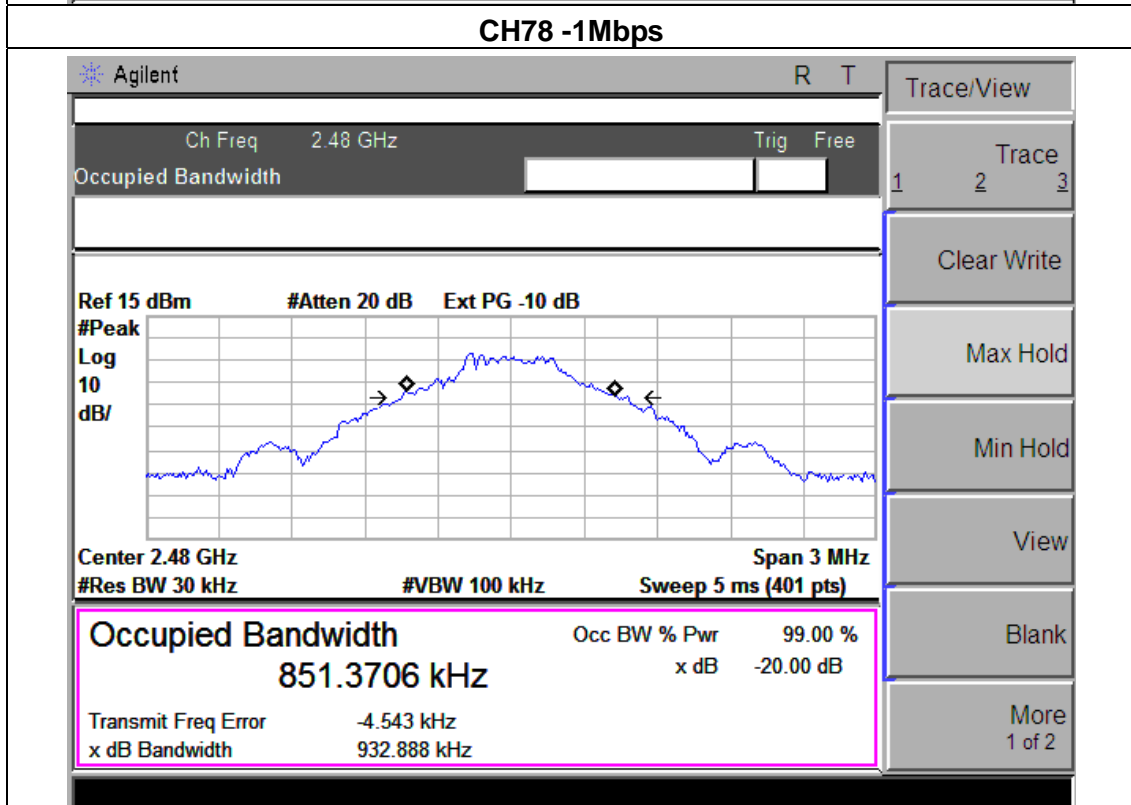 CH78 -1Mbps
Agilent R T
Trace/View
Ch Freq 2.48 GHz Trig Free
Occupied Bandwidth
Trace
1 2 3
Clear Write
Ref 15 dBm #Atten 20 dB Ext PG -10 dB
#Peak
Log
10
dB/
Max Hold
Min Hold
View
Center 2.48 GHz Span 3 MHz
#Res BW 30 kHz #VBW 100 kHz Sweep 5 ms (401 pts)
Occupied Bandwidth Occ BW % Pwr 99.00 %
851.3706 kHz x dB -20.00 dB
Blank
Transmit Freq Error -4.543 kHz
x dB Bandwidth 932.888 kHz
More
1 of 2